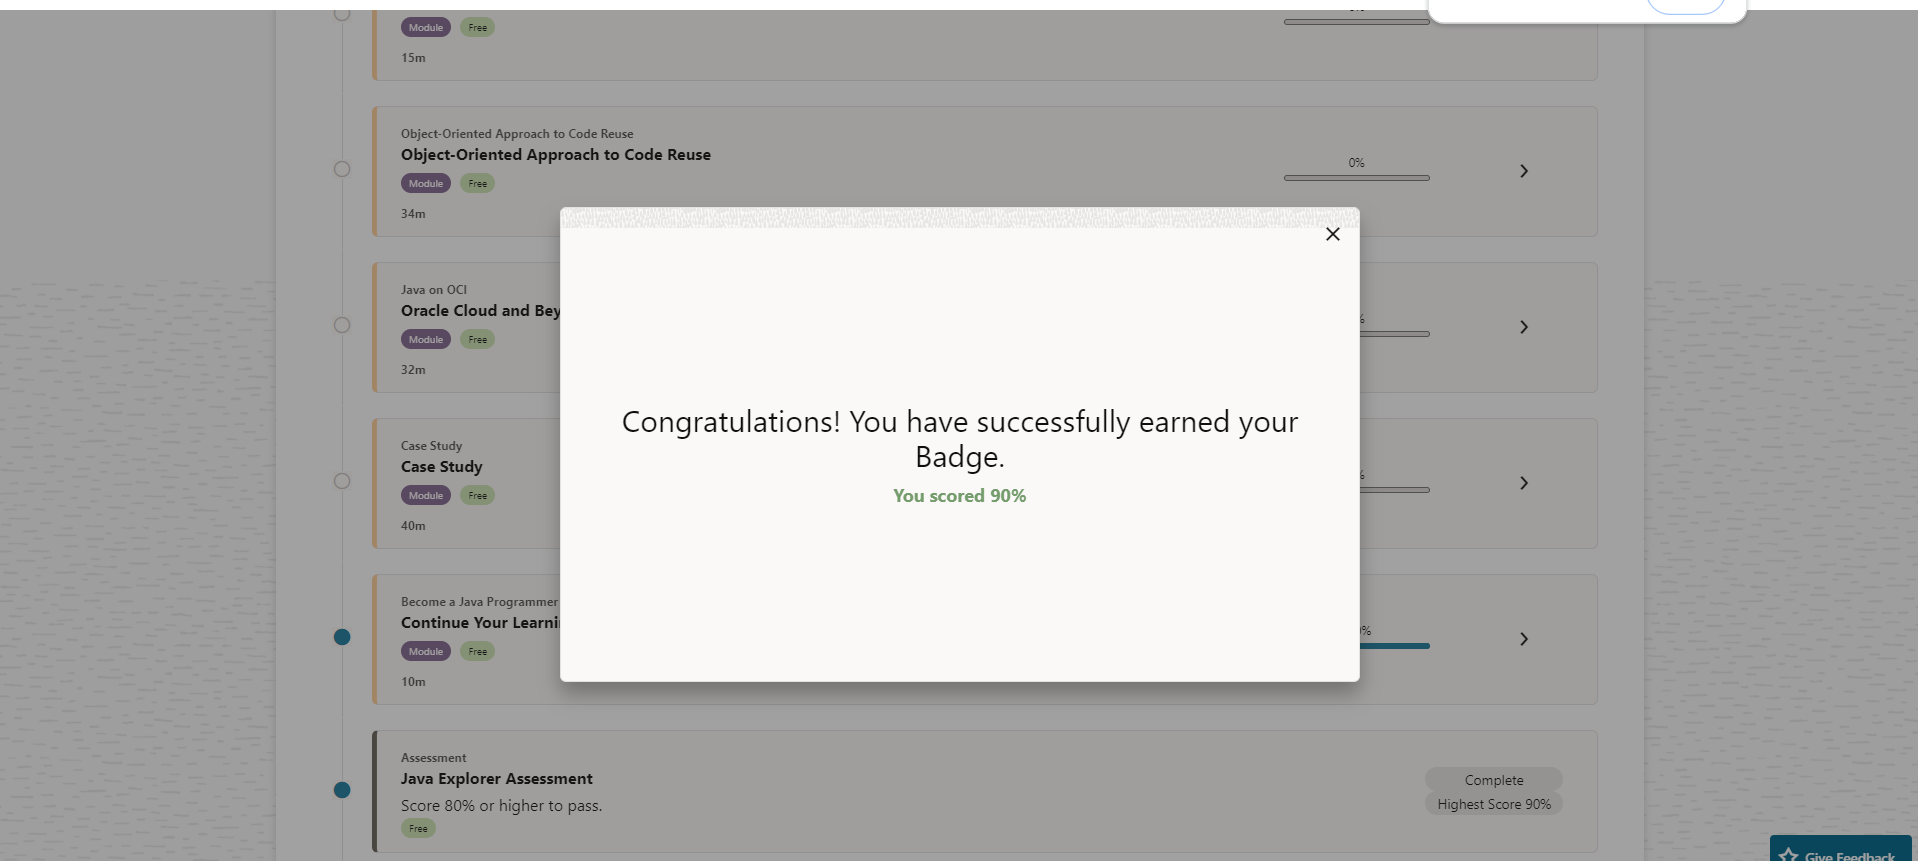 Module Free
15m
Object-Oriented Approach to Code Reuse
Object-Oriented Approach to Code Reuse
Module Free
34m
0%
Java on OCI
Oracle Cloud and Bey
Module Free
32m
%
Congratulations! You have successfully earned your
Badge.
You scored 90%
Case Study
Case Study
Module Free
40m
%
Become a Java Programmer
Continue Your Learni
Module Free
10m
%
Assessment
Java Explorer Assessment
Score 80% or higher to pass.
Free
Complete
Highest Score 90%
Give Feedback